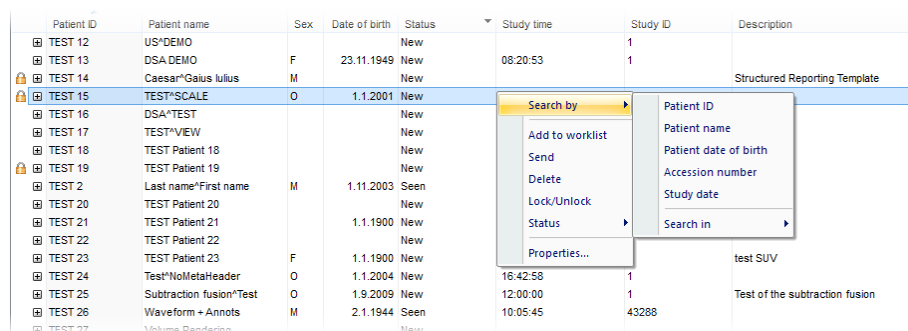 Patient ID Patient name Sex Date of birth Status Study time Study ID Description
TEST 12 US^DEMO New 1
TEST 13 DSA DEMO F 23.11.1949 New 08:20:53 1
TEST 14 Caesar^Gaius Iulius M New Structured Reporting Template
TEST 15 TEST^SCALE O 1.1.2001 New
TEST 16 DSA^TEST New
TEST 17 TEST^VIEW New
TEST 18 TEST Patient 18 New
TEST 19 TEST Patient 19 New
TEST 2 Last name^First name M 1.11.2003 Seen
TEST 20 TEST Patient 20 New
TEST 21 TEST Patient 21 1.1.1900 New
TEST 22 TEST Patient 22 New
TEST 23 TEST Patient 23 F 1.1.1900 New test SUV
TEST 24 Test^NoMetaHeader O 1.1.2004 New 16:42:58 1
TEST 25 Subtraction fusion^Test O 1.9.2009 New 12:00:00 1 Test of the subtraction fusion
TEST 26 Waveform + Annots M 2.1.1944 Seen 10:05:45 43288
TEST 27 Volume Rendering New
Search by
Add to worklist
Send
Delete
Lock/Unlock
Status
Properties...
Patient ID
Patient name
Patient date of birth
Accession number
Study date
Search in